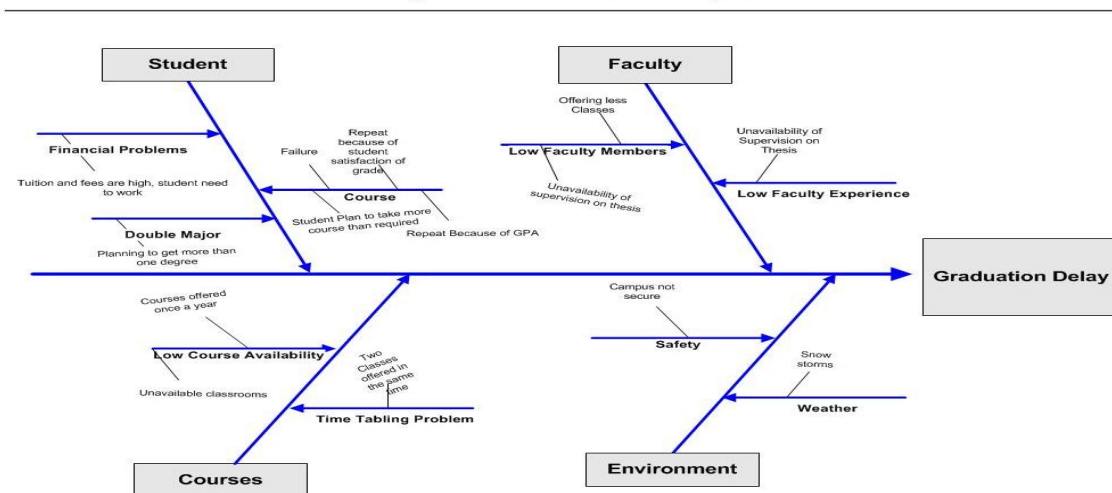 Student
Faculty
Financial Problems
Tuition and fees are high, student need
to work
Double Major
Planning to get more than
one degree
Failure
Repeat
because of
student
satisfaction of
grade
Course
Student Plan to take more
course than required
Repeat Because of GPA
Offering less
Classes
Low Faculty Members
Unavailability of
supervision on thesis
Unavailability of
Supervision on
Thesis
Low Faculty Experience
Graduation Delay
Courses offered
once a year
Low Course Availability
Unavailable classrooms
Two
Classes
offered in
the same
time
Time Tabling Problem
Campus not
secure
Safety
Snow
storms
Weather
Courses
Environment